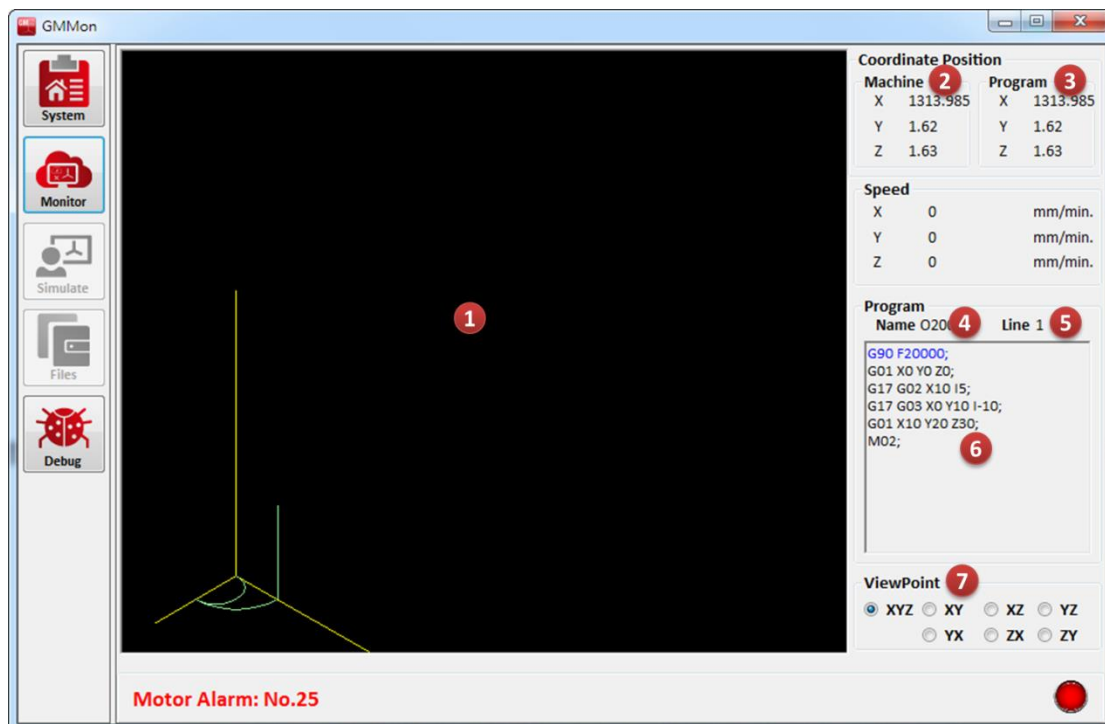 GMMon
System
Monitor
Simulate
Files
Debug
1
Coordinate Position
Machine 2 Program 3
X 1313.985 X 1313.985
Y 1.62 Y 1.62
Z 1.63 Z 1.63
Speed
X 0 mm/min.
Y 0 mm/min.
Z 0 mm/min.
Program
Name 4 Line 1 5
G90 F20000;
G01 X0 Y0 Z0;
G17 G02 X10 I5;
G17 G03 X0 Y10 I-10;
G01 X10 Y20 Z30;
M02;
6
ViewPoint 7
XYZ XY XZ YZ
YX ZX ZY
Motor Alarm: No.25